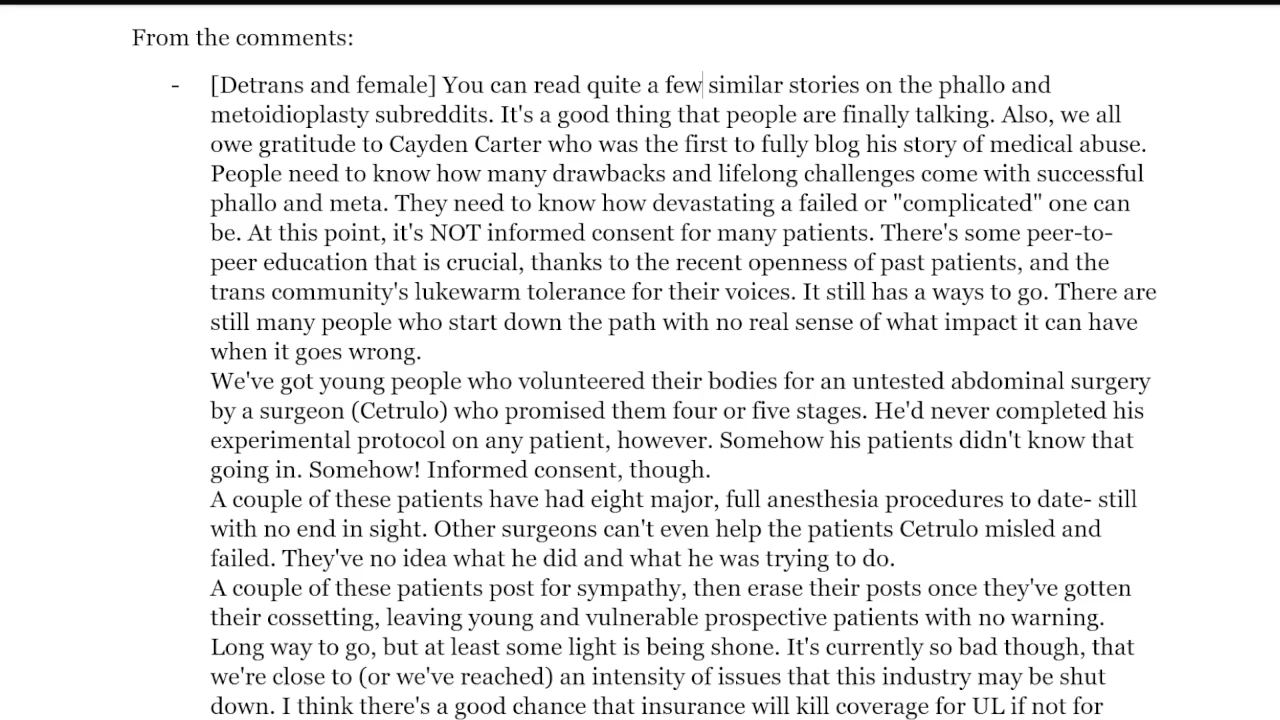 From the comments:
- [Detrans and female] You can read quite a few similar stories on the phallo and
metoidioplasty subreddits. It's a good thing that people are finally talking. Also, we all
owe gratitude to Cayden Carter who was the first to fully blog his story of medical abuse.
People need to know how many drawbacks and lifelong challenges come with successful
phallo and meta. They need to know how devastating a failed or "complicated" one can
be. At this point, it's NOT informed consent for many patients. There's some peer-to-
peer education that is crucial, thanks to the recent openness of past patients, and the
trans community's lukewarm tolerance for their voices. It still has a ways to go. There are
still many people who start down the path with no real sense of what impact it can have
when it goes wrong.
We've got young people who volunteered their bodies for an untested abdominal surgery
by a surgeon (Cetrulo) who promised them four or five stages. He'd never completed his
experimental protocol on any patient, however. Somehow his patients didn't know that
going in. Somehow! Informed consent, though.
A couple of these patients have had eight major, full anesthesia procedures to date- still
with no end in sight. Other surgeons can't even help the patients Cetrulo misled and
failed. They've no idea what he did and what he was trying to do.
A couple of these patients post for sympathy, then erase their posts once they've gotten
their cossetting, leaving young and vulnerable prospective patients with no warning.
Long way to go, but at least some light is being shone. It's currently so bad though, that
we're close to (or we've reached) an intensity of issues that this industry may be shut
down. I think there's a good chance that insurance will kill coverage for UL if not for